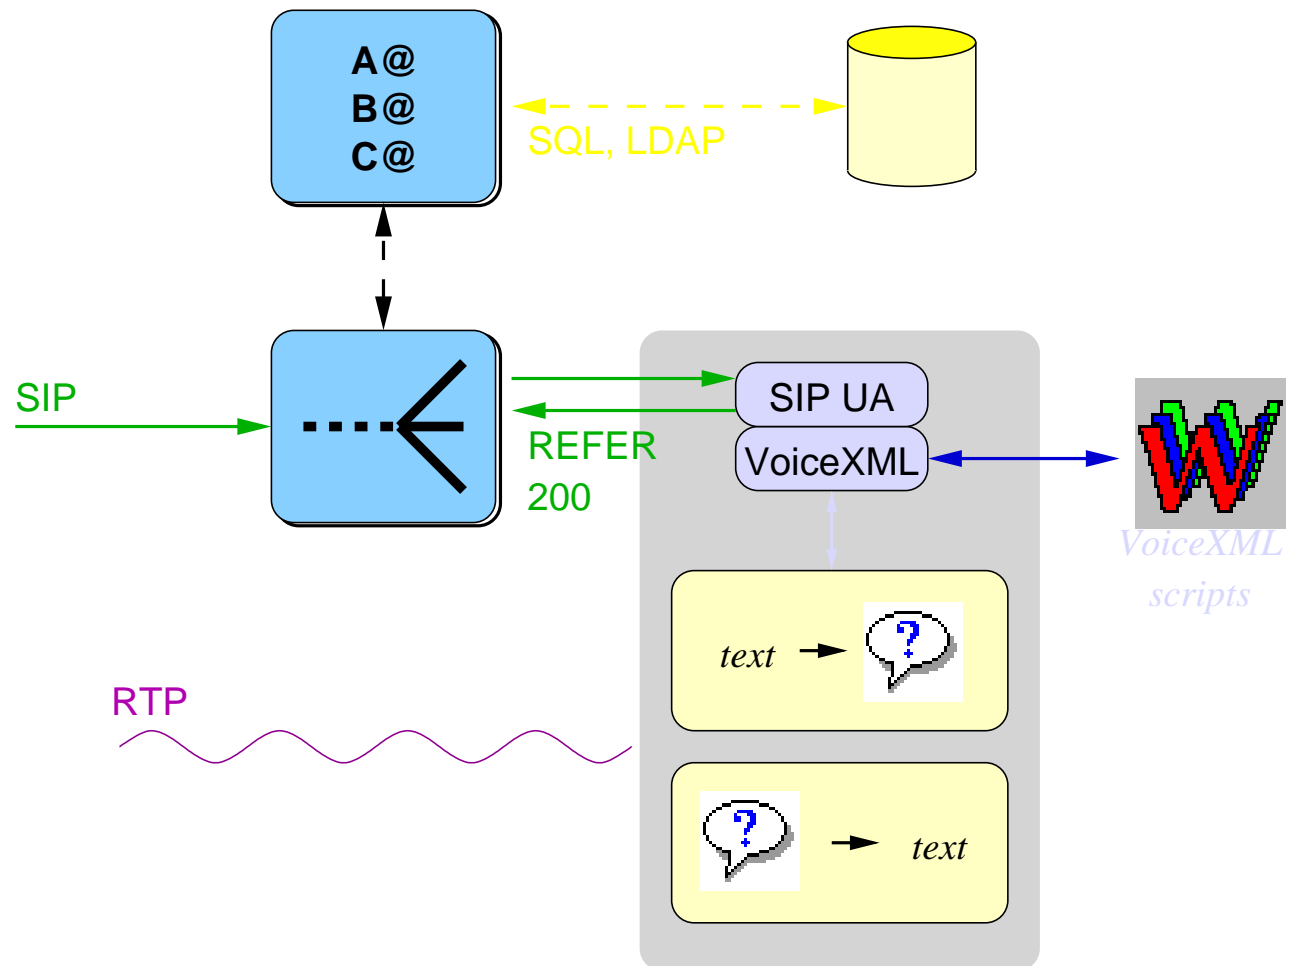 A@
B@
C@
SQL, LDAP
SIP
REFER
200
SIP UA
VoiceXML
W
VoiceXML
scripts
text
?
RTP
?
text